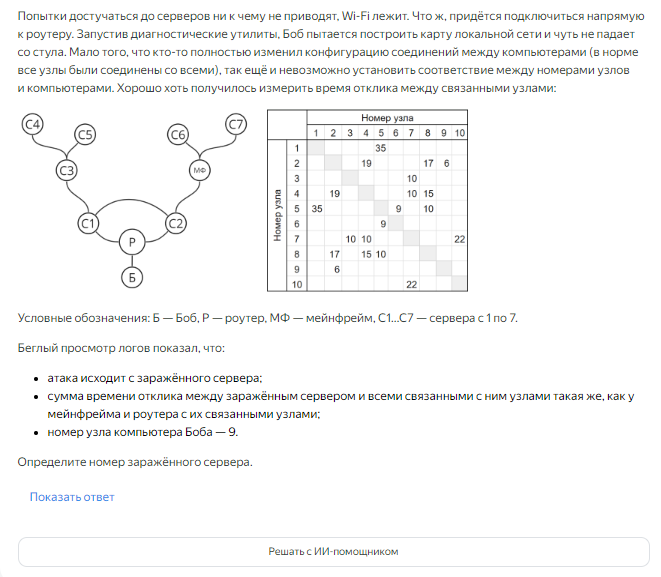 Попытки достучаться до серверов ни к чему не приводят, Wi-Fi лежит. Что ж, придётся подключиться напрямую
к роутеру. Запустив диагностические утилиты, Боб пытается построить карту локальной сети и чуть не падает
со стула. Мало того, что кто-то полностью изменил конфигурацию соединений между компьютерами (в норме
все узлы были соединены со всеми), так ещё и невозможно установить соответствие между номерами узлов
и компьютерами. Хорошо хоть получилось измерить время отклика между связанными узлами:
С4 С5 С6 С7
С3 МФ
С1 С2
Р
Б
Номер узла
1 2 3 4 5 6 7 8 9 10
Номер узла
1 35
2 19 17 6
3 10
4 19 10 15
5 35 9 10
6 9
7 10 10 22
8 17 15 10
9 6
10 22
Условные обозначения: Б — Боб, Р — роутер, МФ — мейнфрейм, С1...С7 — сервера с 1 по 7.
Беглый просмотр логов показал, что:
• атака исходит с заражённого сервера;
• сумма времени отклика между заражённым сервером и всеми связанными с ним узлами такая же, как у
мейнфрейма и роутера с их связанными узлами;
• номер узла компьютера Боба — 9.
Определите номер заражённого сервера.
Показать ответ
Решать с ИИ-помощником